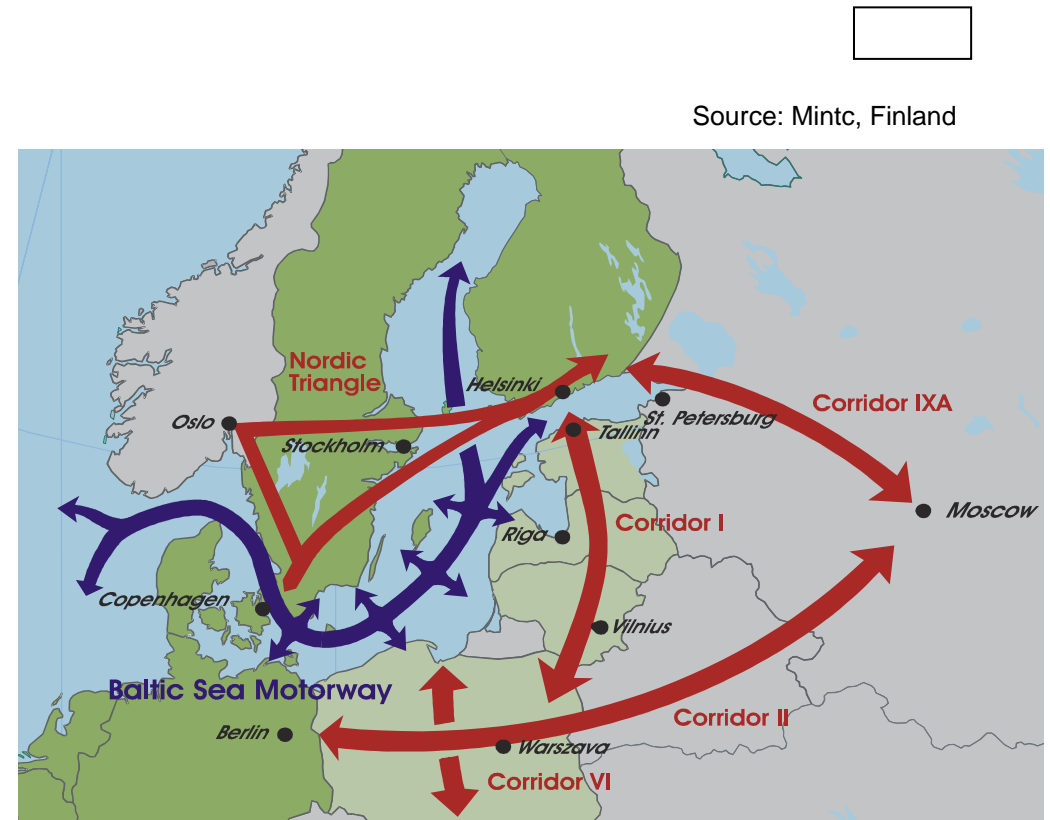 Source: Mintc, Finland
Nordic
Triangle
Helsinki
Corridor IXA
Oslo
St. Petersburg
Tallinn
Stockholm
Moscow
Corridor I
Riga
Copenhagen
Vilnius
Baltic Sea Motorway
Corridor II
Berlin
Warszava
Corridor VI